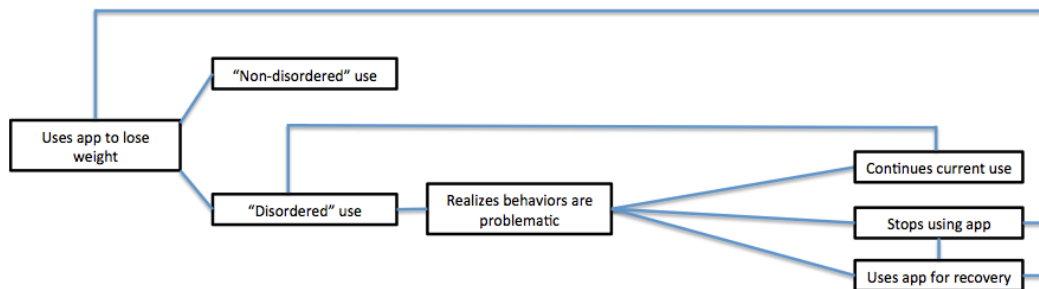 “Non-disordered” use
Uses app to lose
weight
“Disordered” use
Realizes behaviors are
problematic
Continues current use
Stops using app
Uses app for recovery